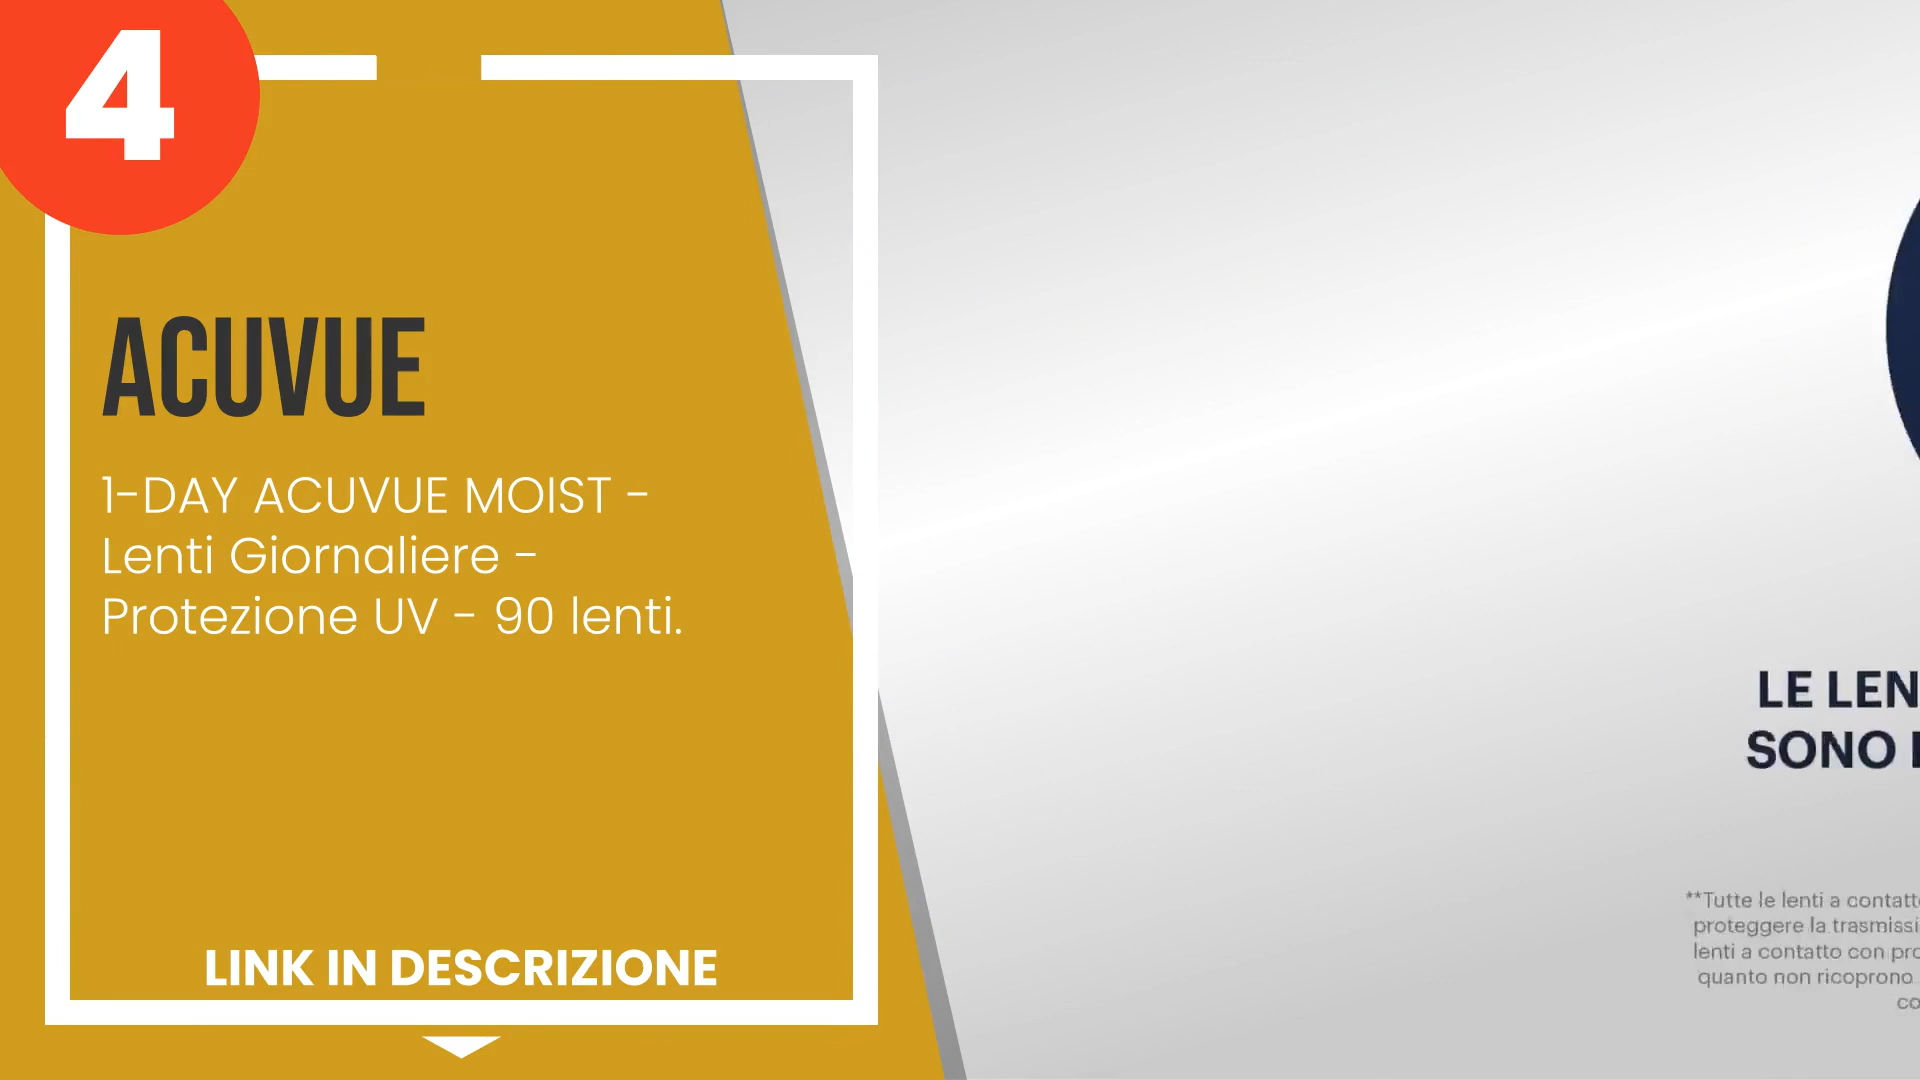 4
ACUVUE
1-DAY ACUVUE MOIST -
Lenti Giornaliere -
Protezione UV - 90 lenti.
LINK IN DESCRIZIONE
LE LEN
SONO
**Tutte le lenti a contatt
proteggere la trasmissi
lenti a contatto con pro
quanto non ricoprono
co